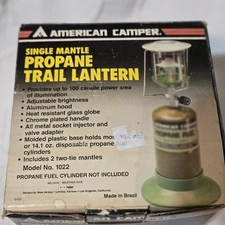 AMERICAN CAMPER.
SINGLE MANTLE
PROPANE
TRAIL LANTERN
• Provides up to 100 candle power area
of illumination
• Adjustable brightness
• Aluminum hood
• Heat resistant glass globe
• Chrome plated handle
• All metal socket injector and
valve adapter
• Molded plastic base holds mo
or 14.1 oz. disposable propane
cylinders
• Includes 2 two-tie mantles
Model No. 1022
PROPANE FUEL CYLINDER NOT INCLUDED
Made in Brazil